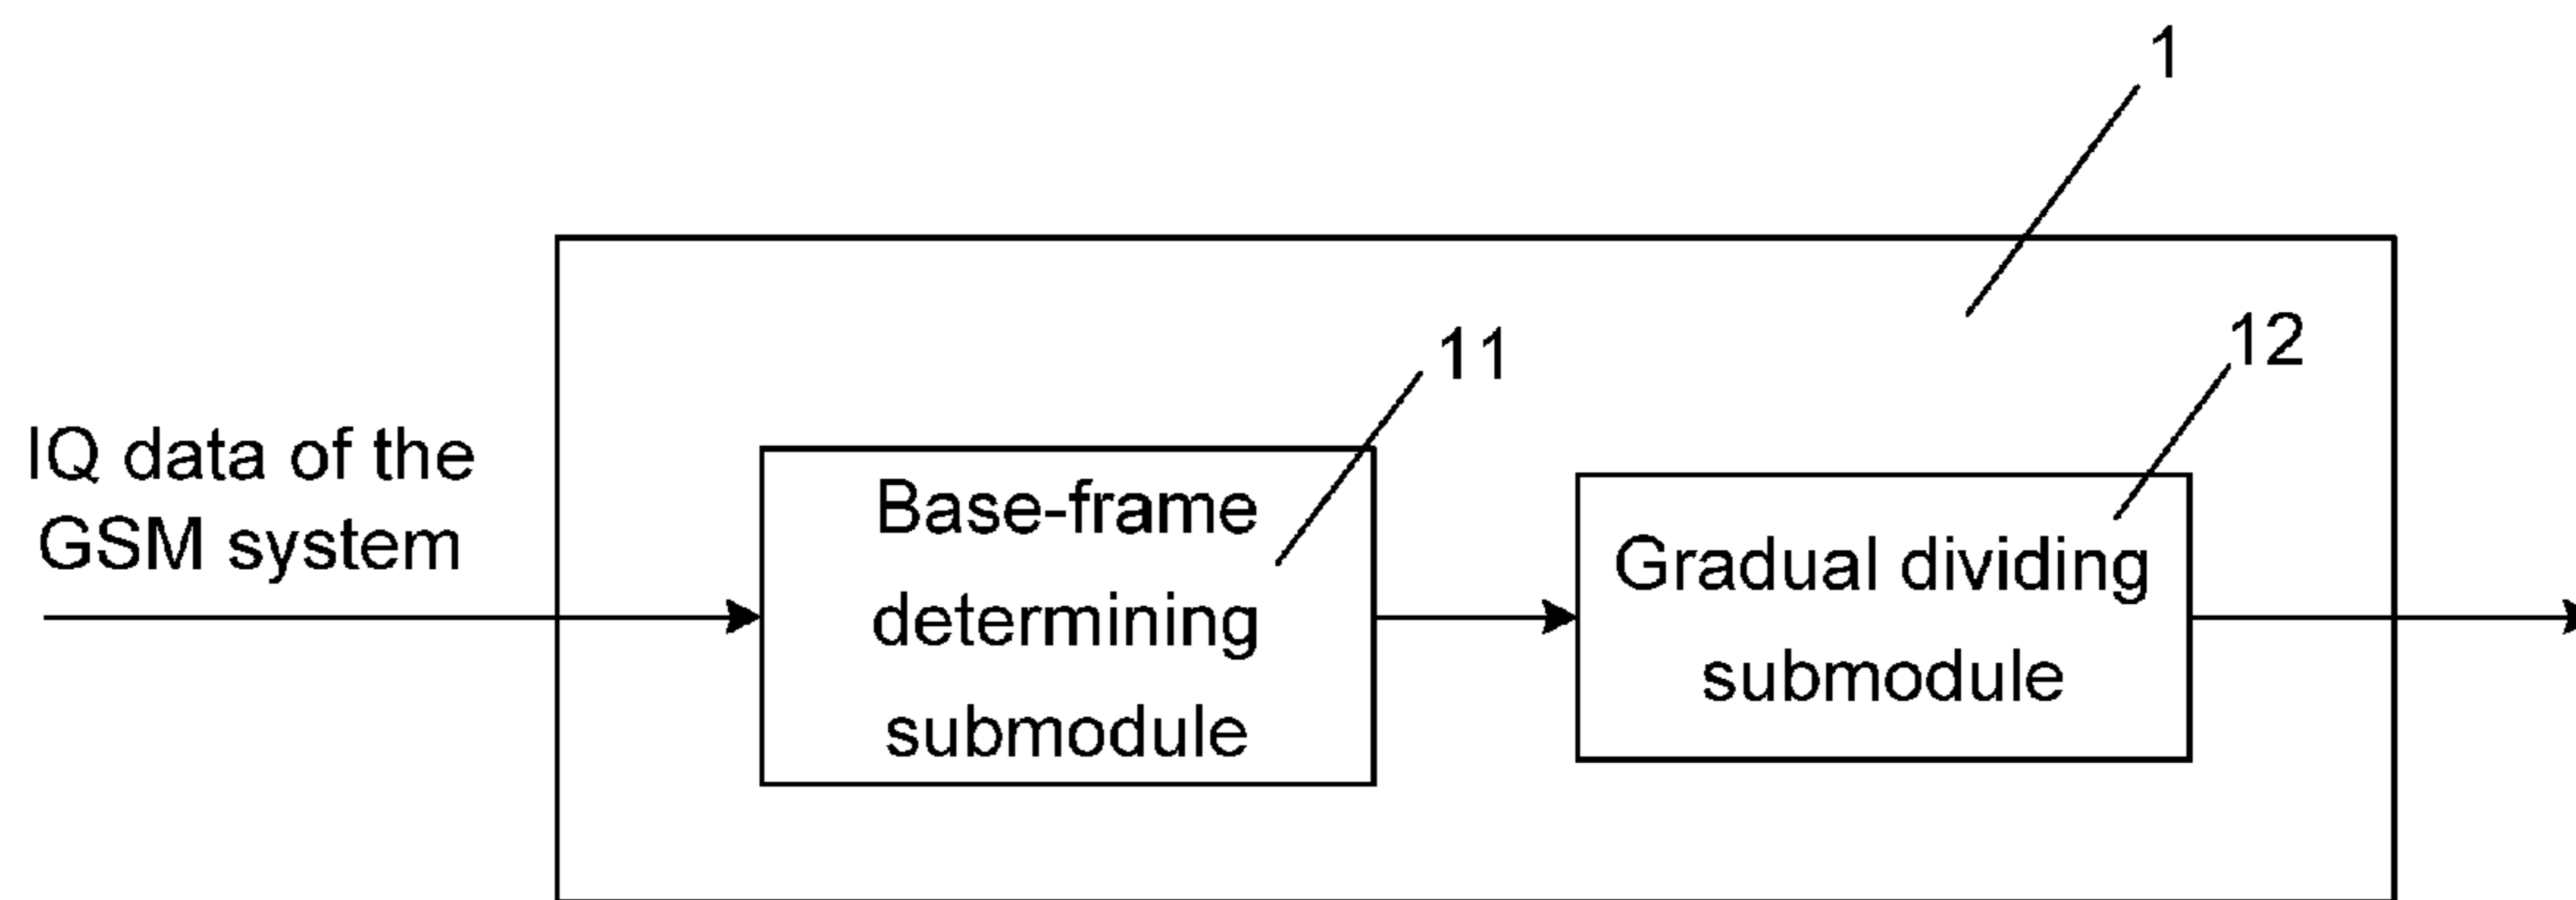 1
11
12
IQ data of the
GSM system
Base-frame
determining
submodule
Gradual dividing
submodule